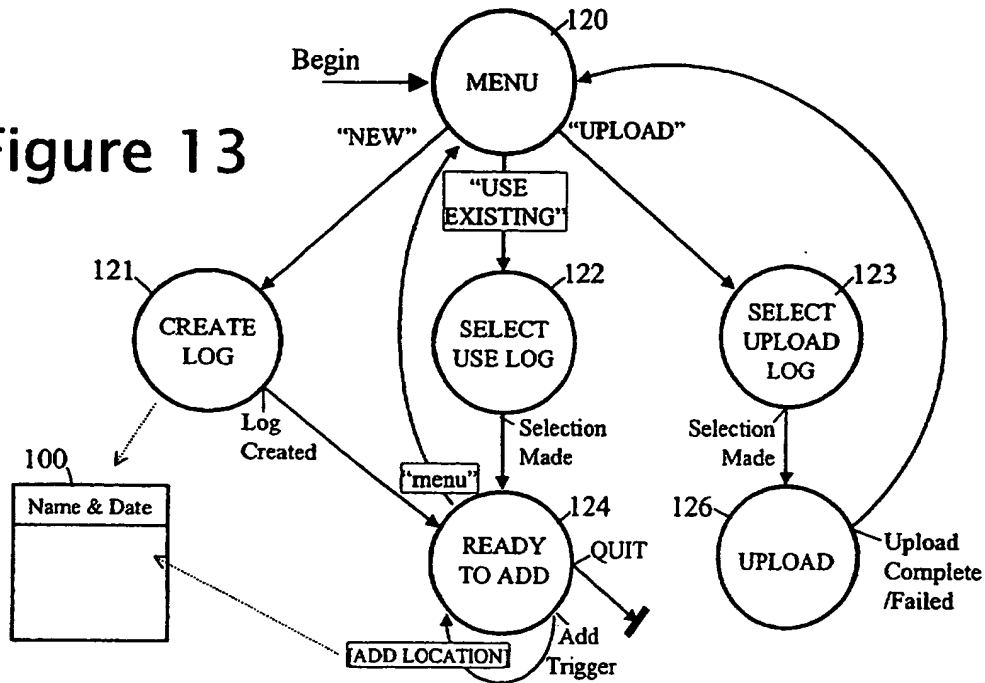 120
Begin
MENU
Figure 13
"NEW"
"UPLOAD"
"USE
EXISTING"
121
122
123
CREATE
LOG
SELECT
USE LOG
SELECT
UPLOAD
LOG
Log
Created
Selection
Made
Selection
Made
100
Name & Date
"menu"
124
126
READY
TO ADD
QUIT
UPLOAD
Upload
Complete
/Failed
[ADD LOCATION]
Add
Trigger